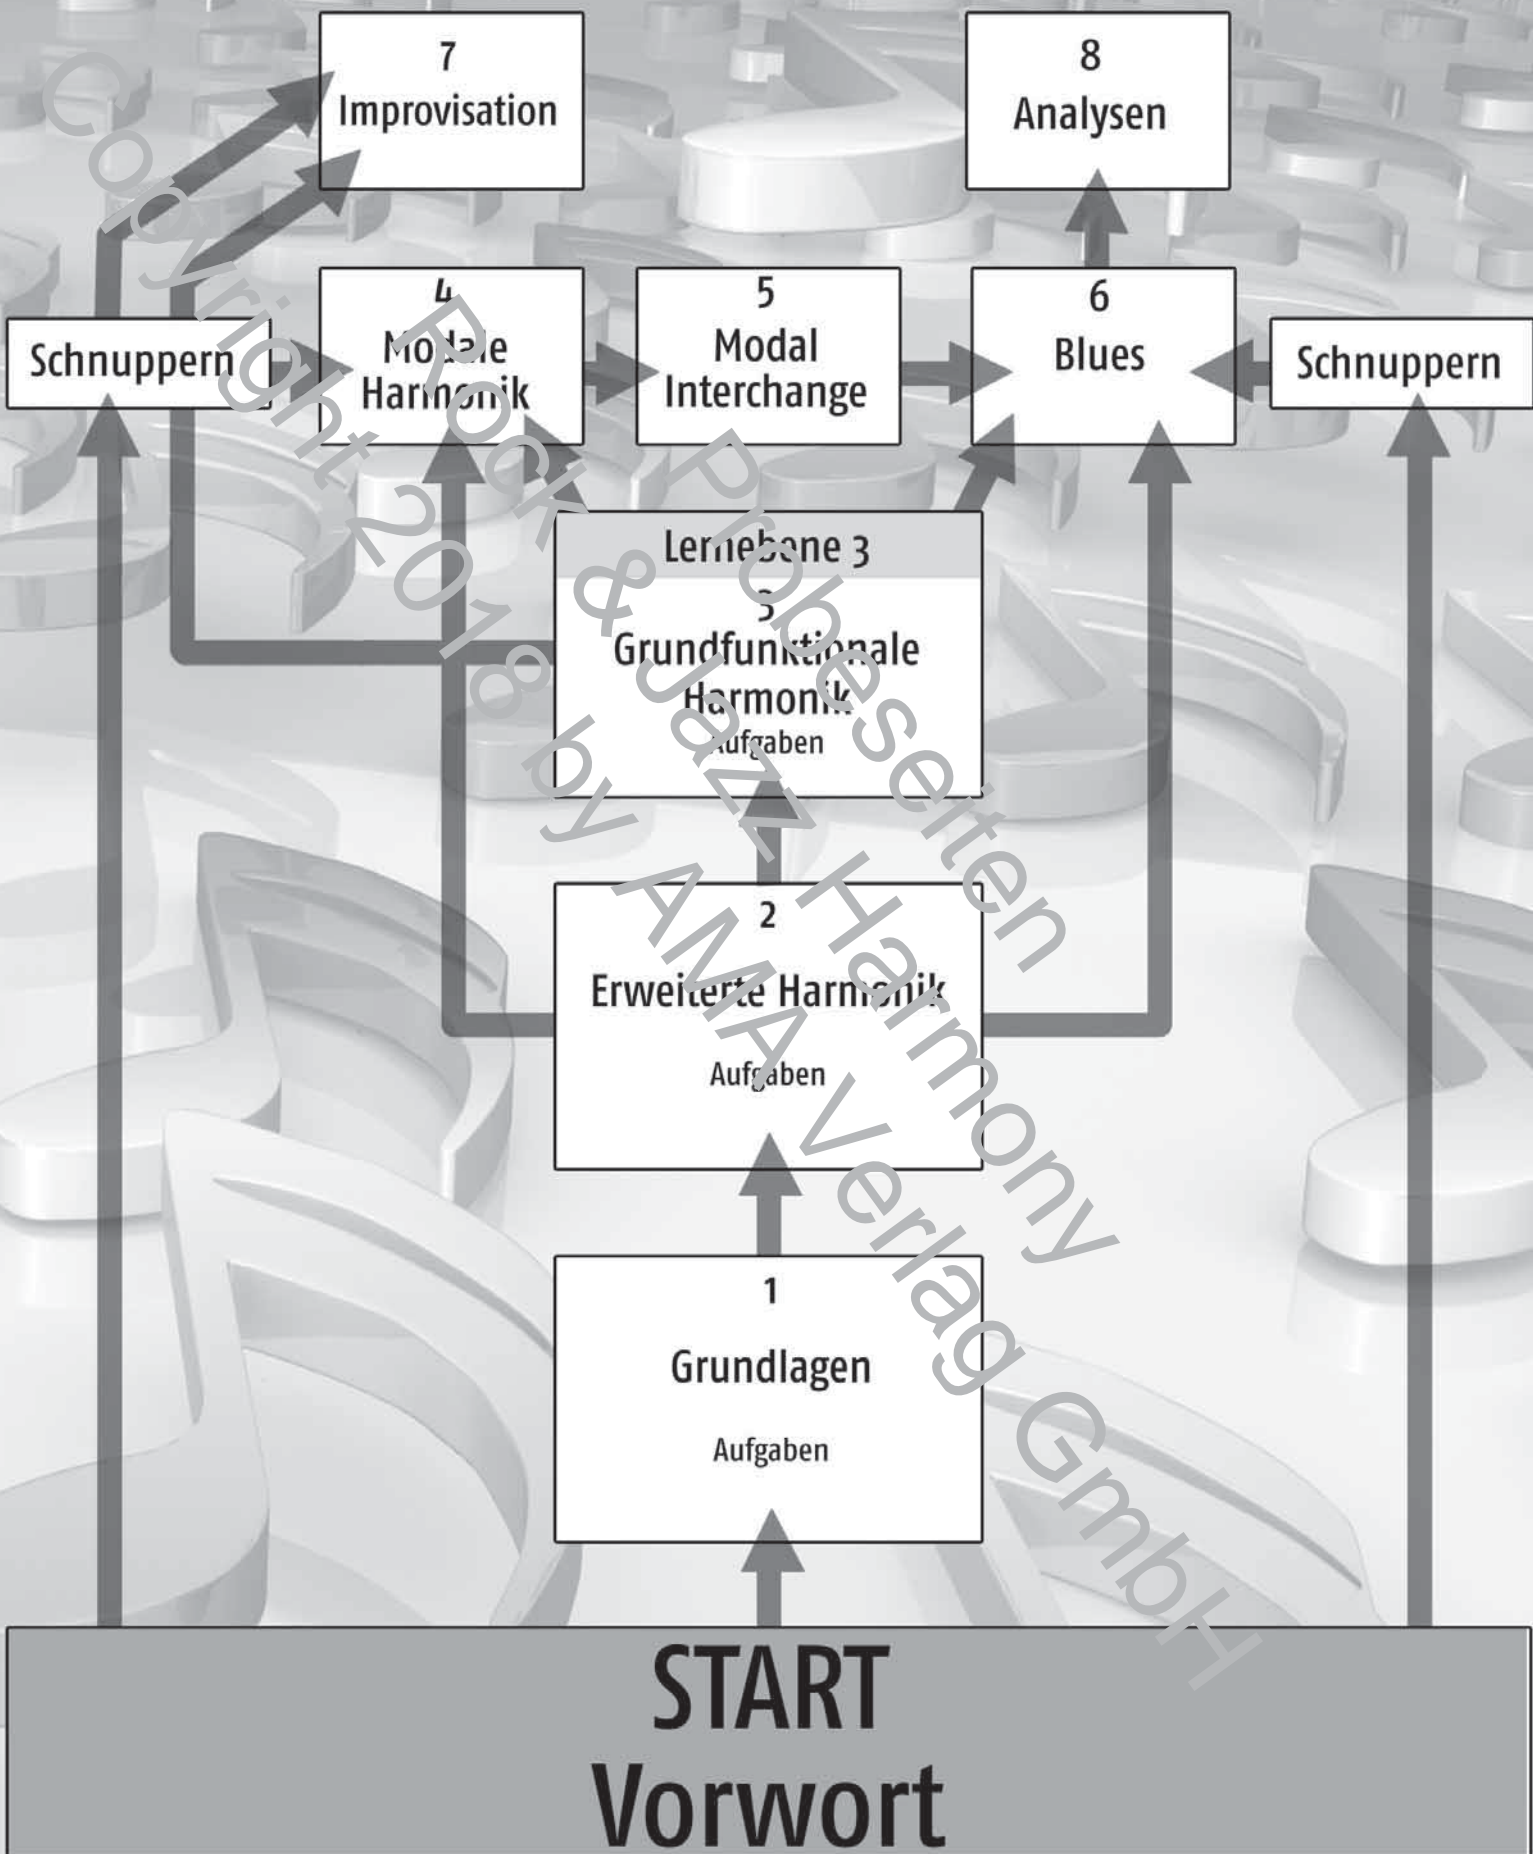 7
Improvisation
8
Analysen
Schnuppern
4
Modale
Harmonik
5
Modal
Interchange
6
Blues
Schnuppern
Lernebene 3
3
Grundfunktionale
Harmonik
Aufgaben
2
Erweiterte Harmonik
Aufgaben
1
Grundlagen
Aufgaben
START
Vorwort
Probeseiten
Rock & Jazz Harmony
Copyright 2018 by AMA Verlag GmbH